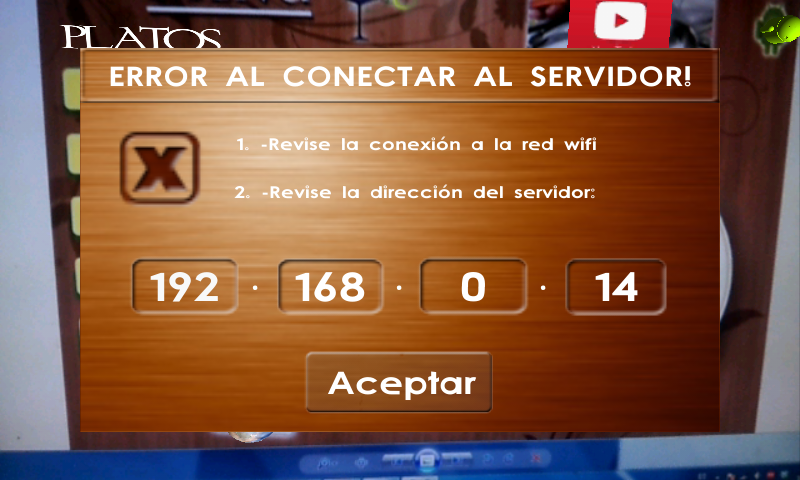 PLATOS
ERROR AL CONECTAR AL SERVIDOR!
1. -Revise la conexión a la red wifi
2. -Revise la dirección del servidor:
192 . 168 . 0 . 14
Aceptar